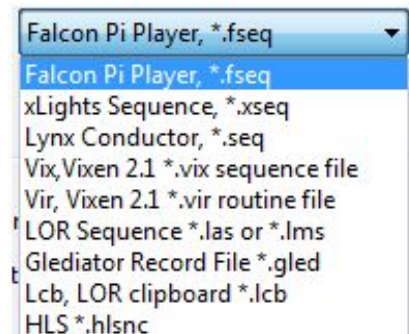 Falcon Pi Player, *.fseq
Falcon Pi Player, *.fseq
xLights Sequence, *.xseq
Lynx Conductor, *.seq
Vix,Vixen 2.1 *.vix sequence file
Vir, Vixen 2.1 *.vir routine file
LOR Sequence *.las or *.lms
Glediator Record File *.gled
Lcb, LOR clipboard *.lcb
HLS *.hlsnc